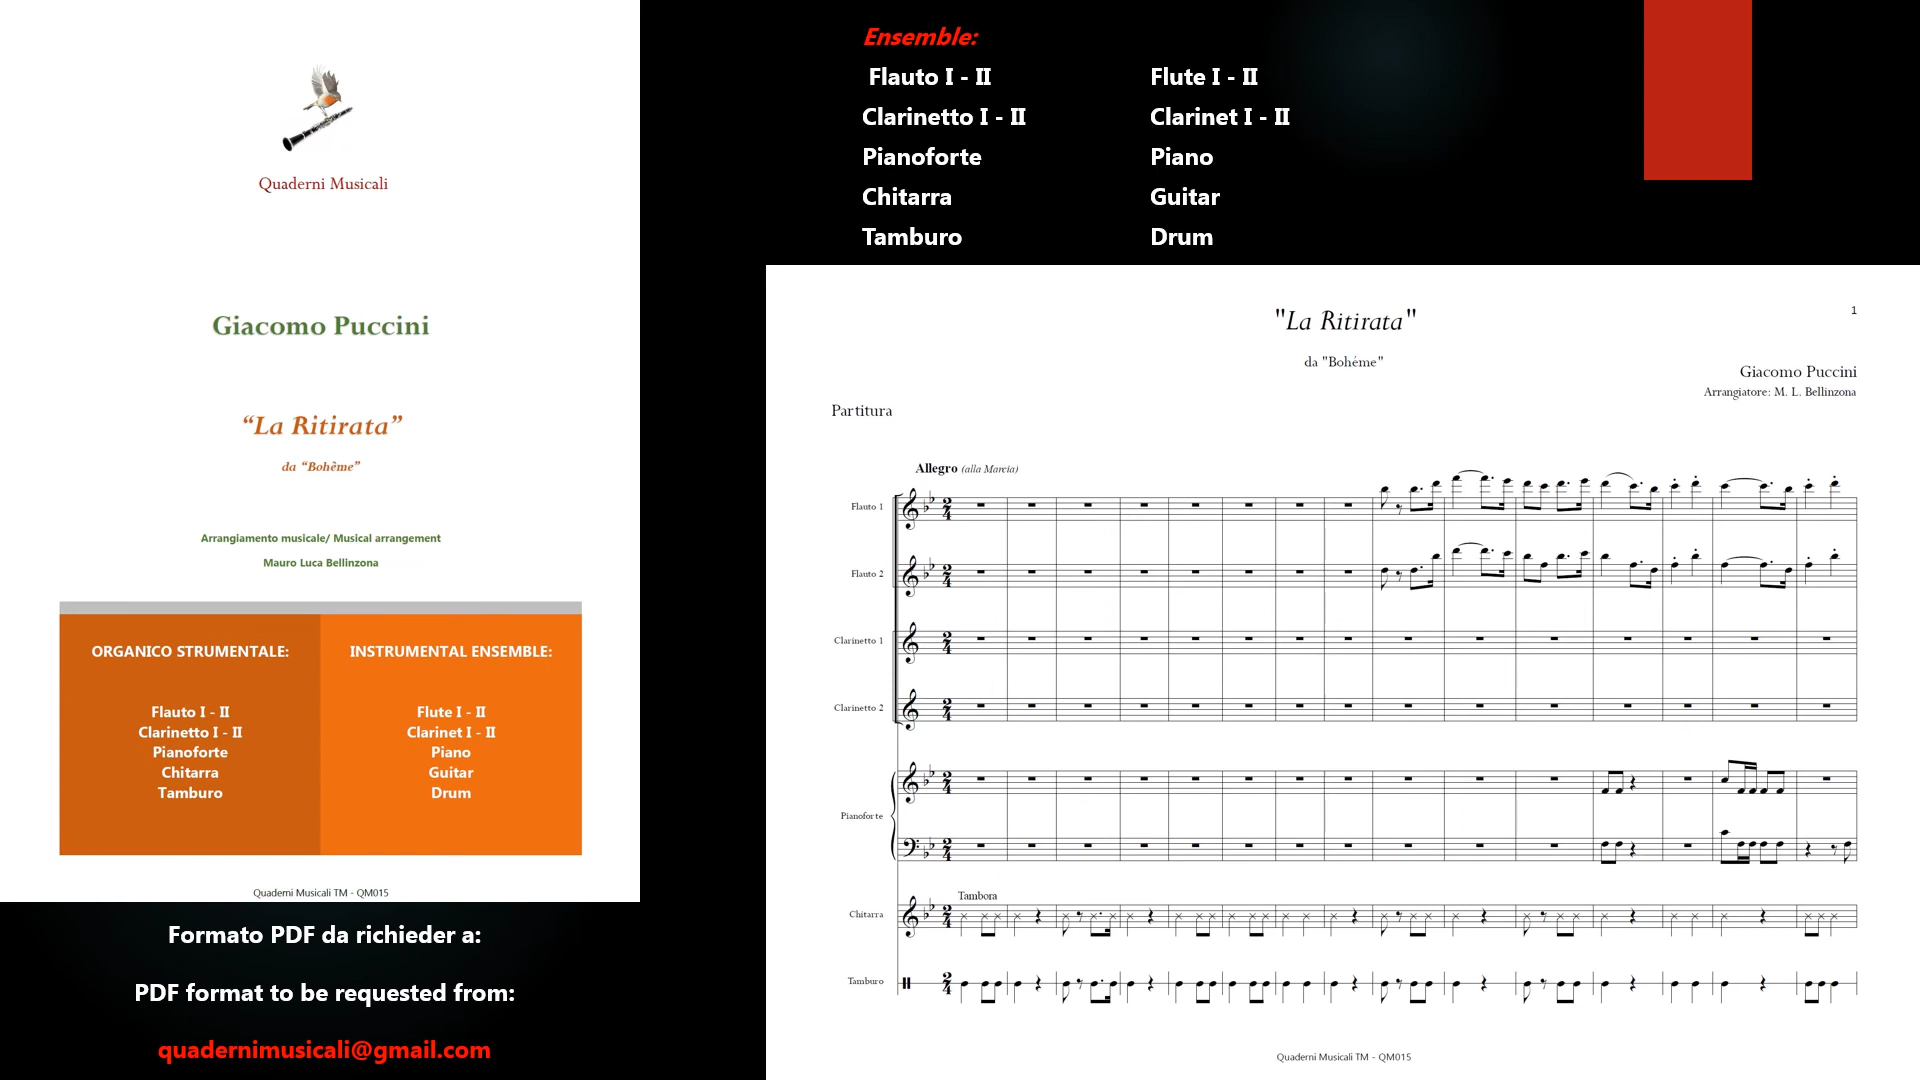 Quaderni Musicali
Giacomo Puccini
“La Ritirata”
da “Bohème”
Arrangiamento musicale/ Musical arrangement
Mauro Luca Bellinzona
ORGANICO STRUMENTALE:
Flauto I - II
Clarinetto I - II
Pianoforte
Chitarra
Tamburo
INSTRUMENTAL ENSEMBLE:
Flute I - II
Clarinet I - II
Piano
Guitar
Drum
Quaderni Musicali TM - QM015
Formato PDF da richieder a:
PDF format to be requested from:
quadernimusicali@gmail.com
Ensemble:
Flauto I - II
Clarinetto I - II
Pianoforte
Chitarra
Tamburo
Flute I - II
Clarinet I - II
Piano
Guitar
Drum
1
"La Ritirata"
da "Bohéme"
Giacomo Puccini
Arrangiatore: M. L. Bellinzona
Partitura
Allegro (alla Marcia)
Flauto 1
Flauto 2
Clarinetto 1
Clarinetto 2
Pianoforte
Tambora
Chitarra
Tamburo
Quaderni Musicali TM - QM015